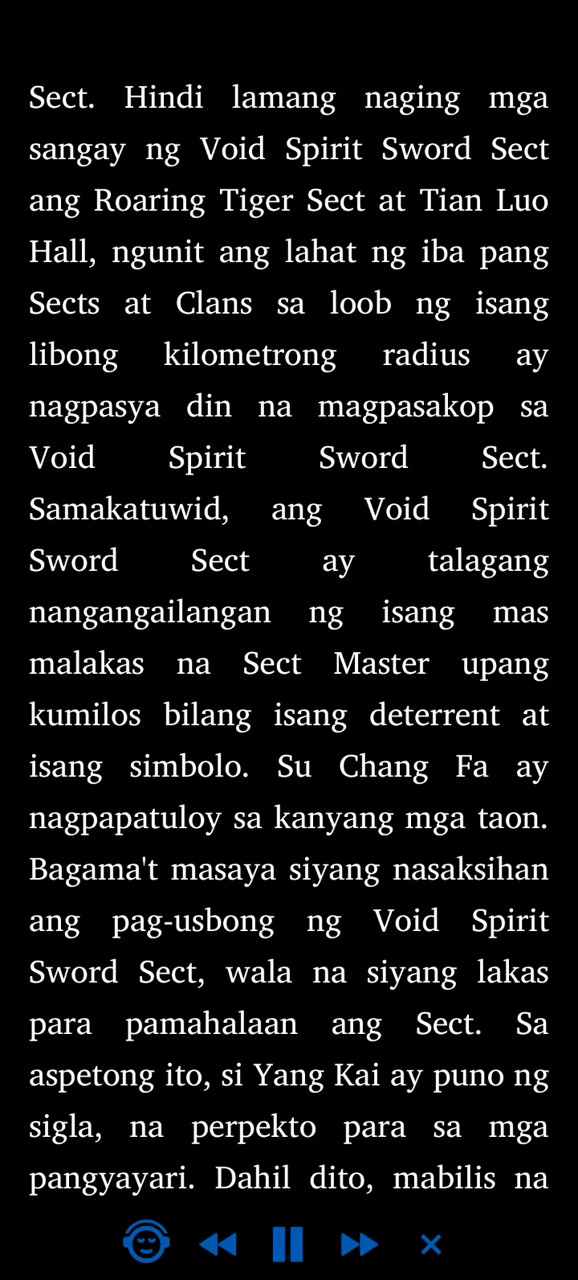 Sect. Hindi lamang naging mga
sangay ng Void Spirit Sword Sect
ang Roaring Tiger Sect at Tian Luo
Hall, ngunit ang lahat ng iba pang
Sects at Clans sa loob ng isang
libong kilometrong radius ay
nagpasya din na magpasakop sa
Void Spirit Sword Sect.
Samakatuwid, ang Void Spirit
Sword Sect ay talagang
nangangailangan ng isang mas
malakas na Sect Master upang
kumilos bilang isang deterrent at
isang simbolo. Su Chang Fa ay
nagpapatuloy sa kanyang mga taon.
Bagama't masaya siyang nasaksihan
ang pag-usbong ng Void Spirit
Sword Sect, wala na siyang lakas
para pamahalaan ang Sect. Sa
aspetong ito, si Yang Kai ay puno ng
sigla, na perpekto para sa mga
pangyayari. Dahil dito, mabilis na